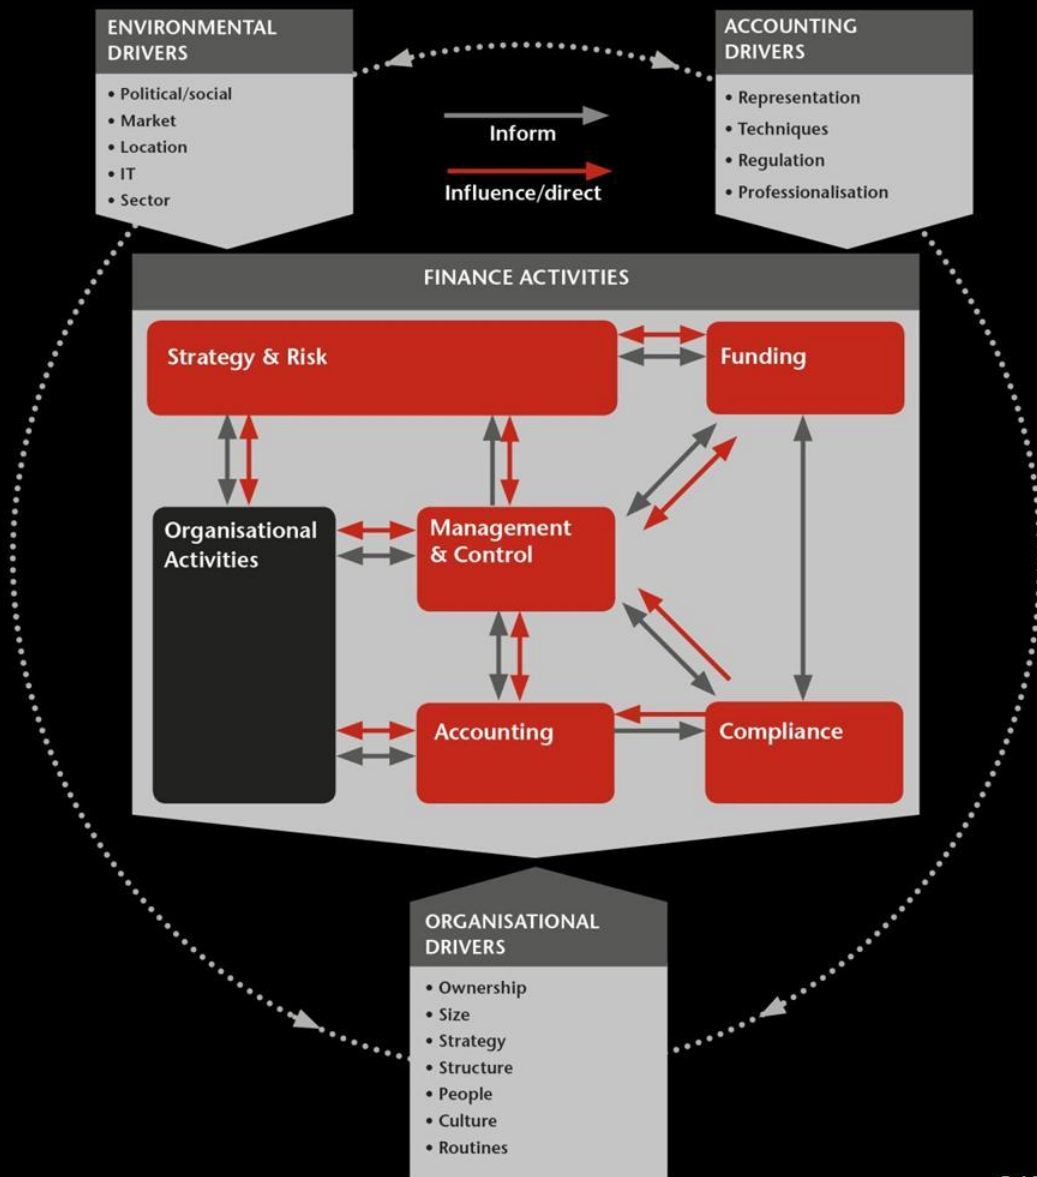 ENVIRONMENTAL
DRIVERS
• Political/social
• Market
• Location
• IT
• Sector
Inform
Influence/direct
ACCOUNTING
DRIVERS
• Representation
• Techniques
• Regulation
• Professionalisation
FINANCE ACTIVITIES
Strategy & Risk
Funding
Organisational
Activities
Management
& Control
Accounting
Compliance
ORGANISATIONAL
DRIVERS
• Ownership
• Size
• Strategy
• Structure
• People
• Culture
• Routines